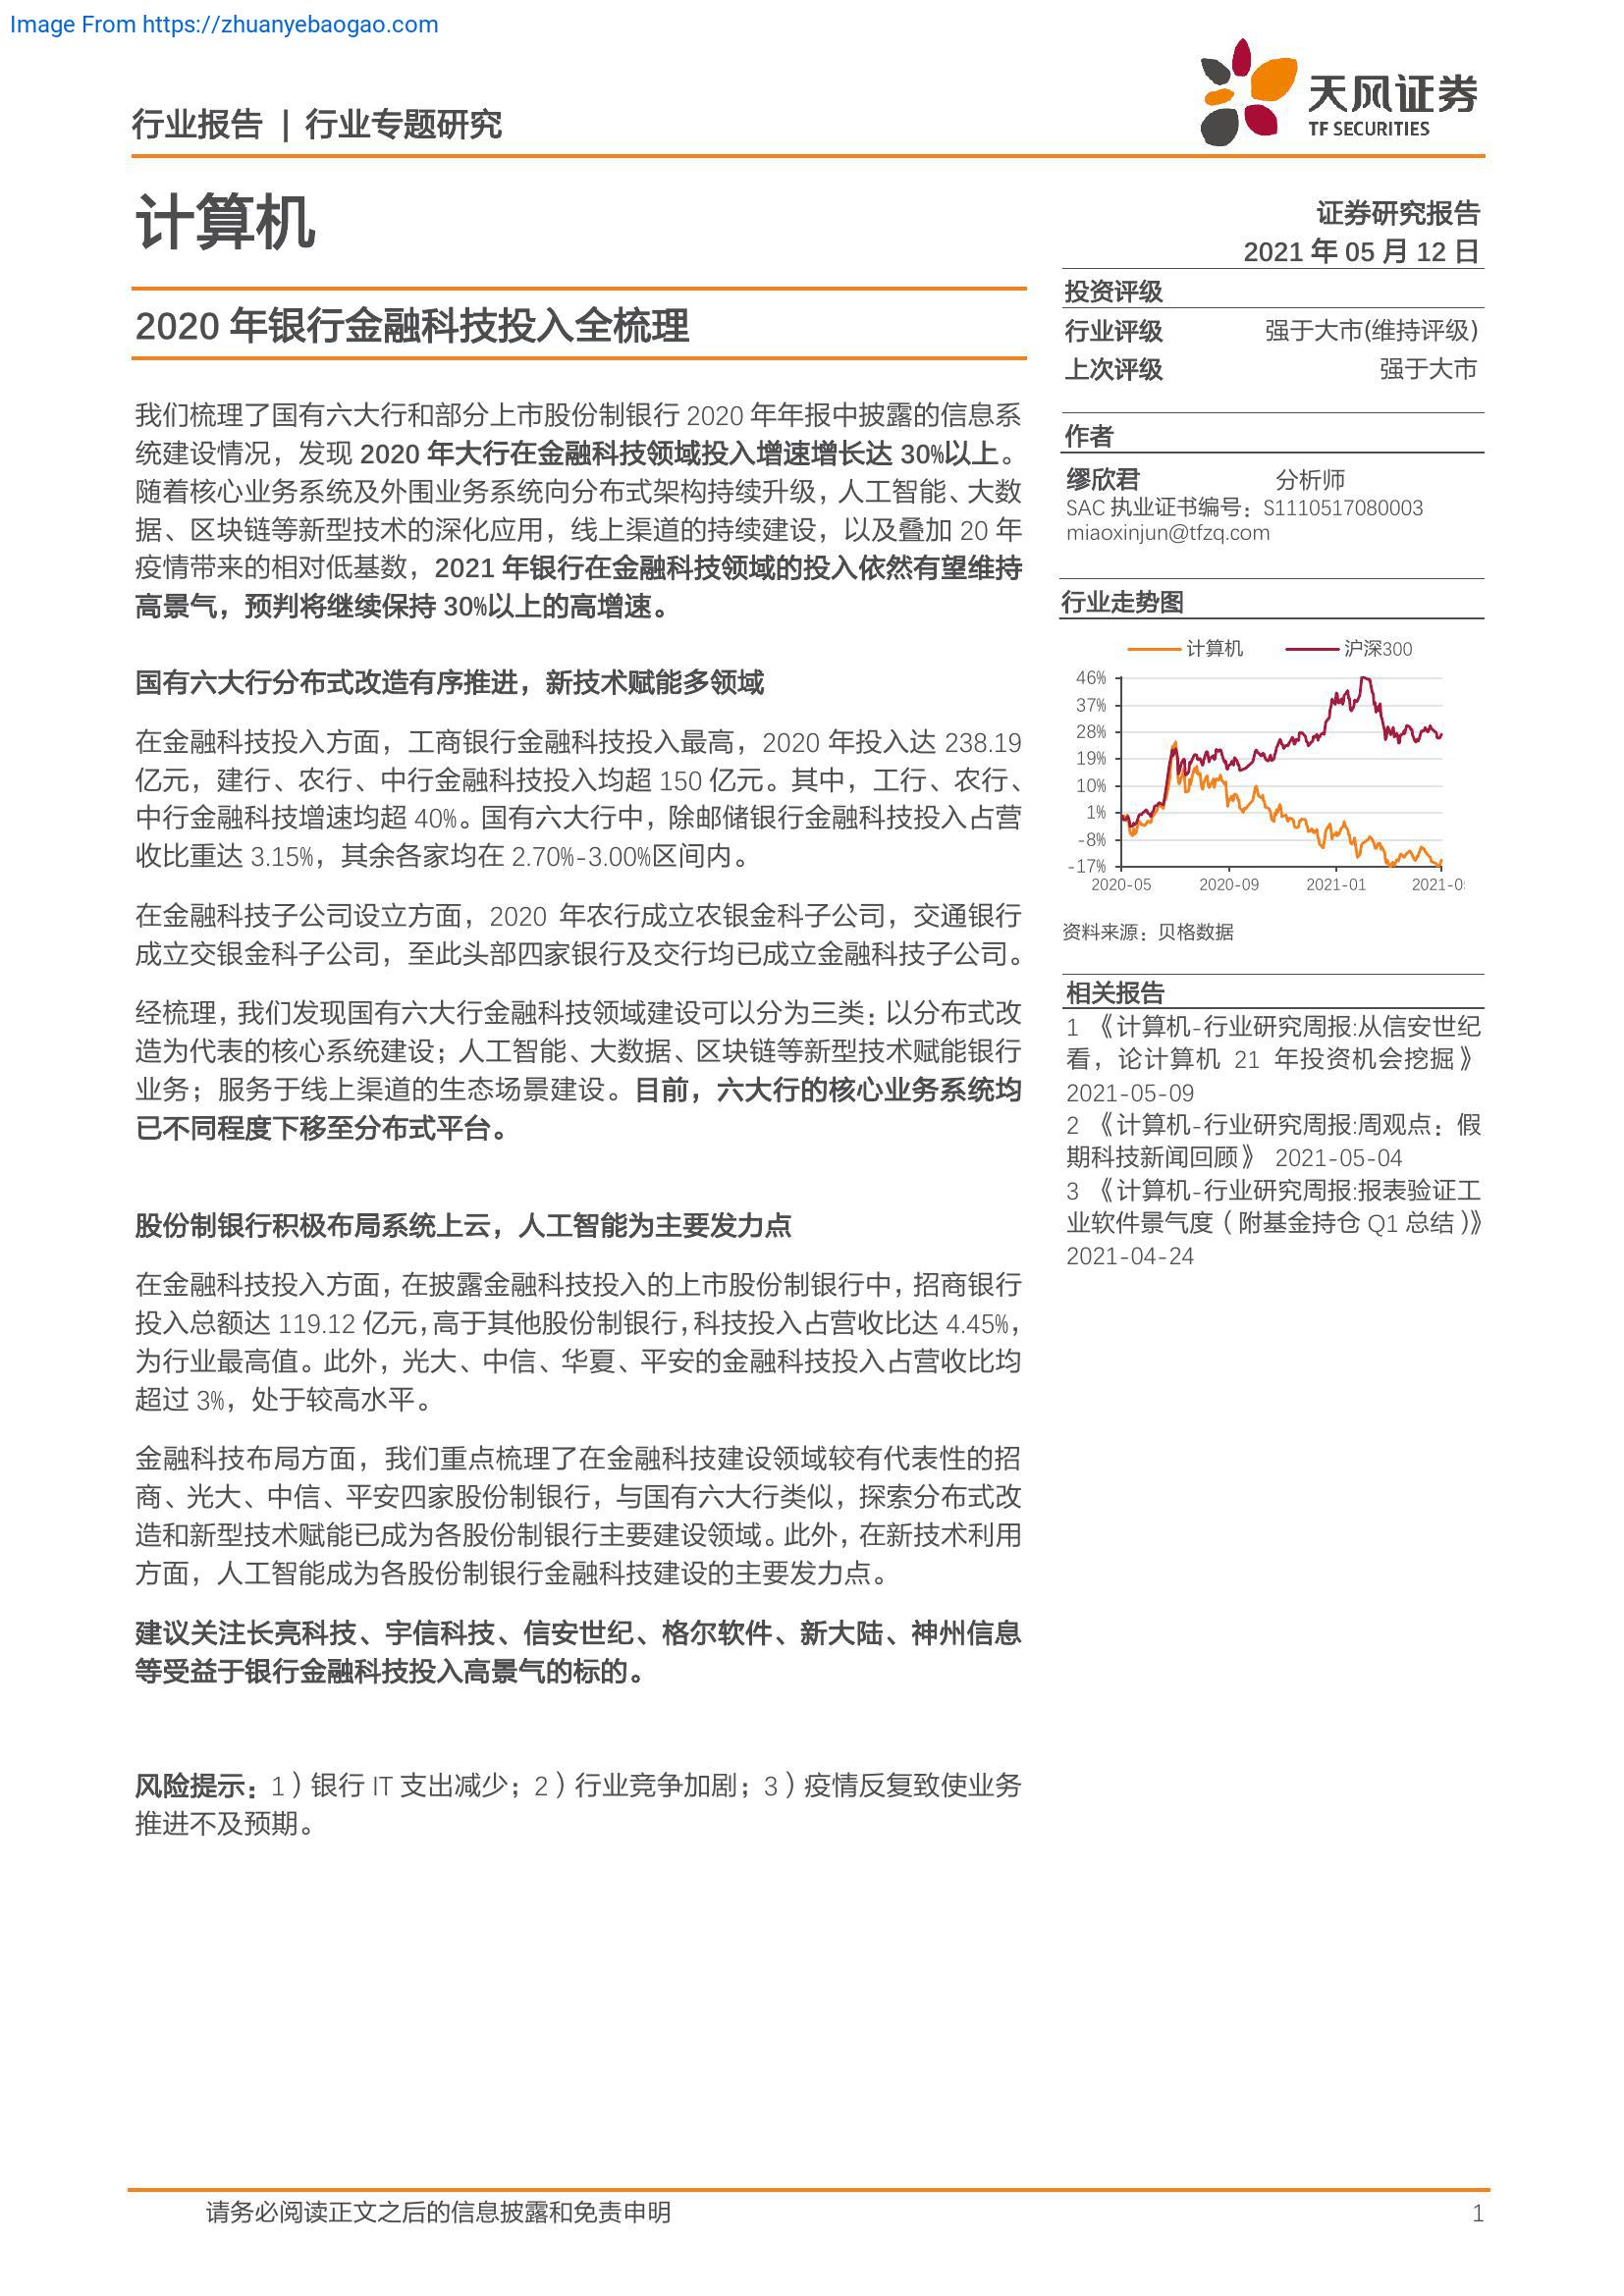 Image From https://zhuanyebaogao.com
行业报告 | 行业专题研究
天风证券
TF SECURITIES
计算机
2020 年银行金融科技投入全梳理
我们梳理了国有六大行和部分上市股份制银行 2020 年年报中披露的信息系
统建设情况，发现 2020 年大行在金融科技领域投入增速增长达 30%以上。
随着核心业务系统及外围业务系统向分布式架构持续升级，人工智能、大数
据、区块链等新型技术的深化应用，线上渠道的持续建设，以及叠加 20 年
疫情带来的相对低基数，2021 年银行在金融科技领域的投入依然有望维持
高景气，预判将继续保持 30%以上的高增速。
国有六大行分布式改造有序推进，新技术赋能多领域
在金融科技投入方面，工商银行金融科技投入最高，2020 年投入达 238.19
亿元，建行、农行、中行金融科技投入均超 150 亿元。其中，工行、农行、
中行金融科技增速均超 40%。国有六大行中，除邮储银行金融科技投入占营
收比重达 3.15%，其余各家均在 2.70%-3.00%区间内。
在金融科技子公司设立方面，2020 年农行成立农银金科子公司，交通银行
成立交银金科子公司，至此头部四家银行及交行均已成立金融科技子公司。
经梳理，我们发现国有六大行金融科技领域建设可以分为三类：以分布式改
造为代表的核心系统建设；人工智能、大数据、区块链等新型技术赋能银行
业务；服务于线上渠道的生态场景建设。目前，六大行的核心业务系统均
已不同程度下移至分布式平台。
股份制银行积极布局系统上云，人工智能为主要发力点
在金融科技投入方面，在披露金融科技投入的上市股份制银行中，招商银行
投入总额达 119.12 亿元，高于其他股份制银行，科技投入占营收比达 4.45%，
为行业最高值。此外，光大、中信、华夏、平安的金融科技投入占营收比均
超过 3%，处于较高水平。
金融科技布局方面，我们重点梳理了在金融科技建设领域较有代表性的招
商、光大、中信、平安四家股份制银行，与国有六大行类似，探索分布式改
造和新型技术赋能已成为各股份制银行主要建设领域。此外，在新技术利用
方面，人工智能成为各股份制银行金融科技建设的主要发力点。
建议关注长亮科技、宇信科技、信安世纪、格尔软件、新大陆、神州信息
等受益于银行金融科技投入高景气的标的。
风险提示：1）银行 IT 支出减少；2）行业竞争加剧；3）疫情反复致使业务
推进不及预期。
证券研究报告
2021 年 05 月 12 日
投资评级
行业评级 强于大市(维持评级)
上次评级 强于大市
作者
缪欣君 分析师
SAC 执业证书编号：S1110517080003
miaoxinjun@tfzq.com
行业走势图
计算机 沪深300
46%
37%
28%
19%
10%
1%
-8%
-17%
2020-05 2020-09 2021-01 2021-0
资料来源：贝格数据
相关报告
1 《计算机-行业研究周报:从信安世纪
看，论计算机 21 年投资机会挖掘》
2021-05-09
2 《计算机-行业研究周报:周观点：假
期科技新闻回顾》 2021-05-04
3 《计算机-行业研究周报:报表验证工
业软件景气度（附基金持仓 Q1 总结）》
2021-04-24
请务必阅读正文之后的信息披露和免责申明 1